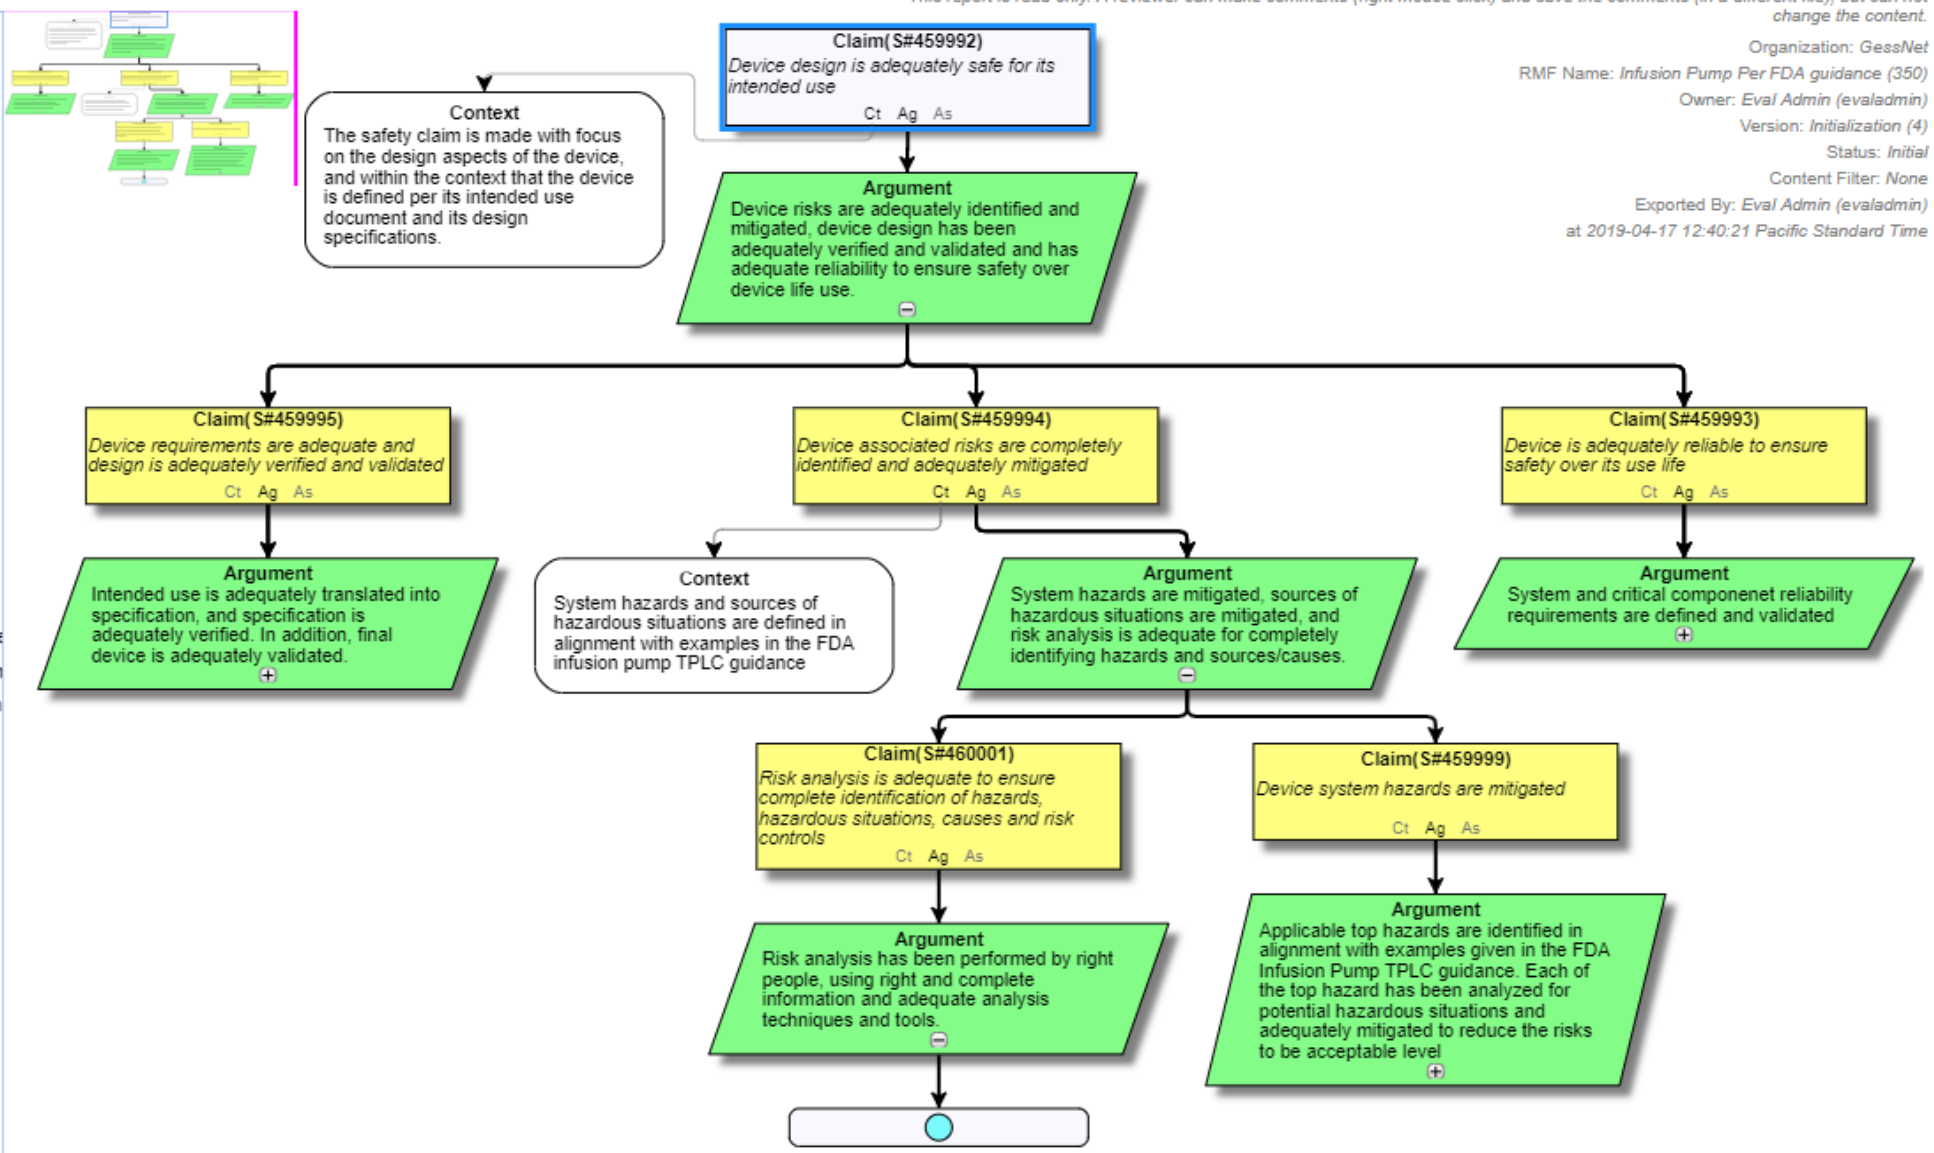 change the content.
Organization: GessNet
RMF Name: Infusion Pump Per FDA guidance (350)
Owner: Eval Admin (evaladmin)
Version: Initialization (4)
Status: Initial
Content Filter: None
Exported By: Eval Admin (evaladmin)
at 2019-04-17 12:40:21 Pacific Standard Time
Claim(S#459992)
Device design is adequately safe for its
intended use
Ct Ag As
Context
The safety claim is made with focus
on the design aspects of the device,
and within the context that the device
is defined per its intended use
document and its design
specifications.
Argument
Device risks are adequately identified and
mitigated, device design has been
adequately verified and validated and has
adequate reliability to ensure safety over
device life use.
Claim(S#459995)
Device requirements are adequate and
design is adequately verified and validated
Ct Ag As
Claim(S#459994)
Device associated risks are completely
identified and adequately mitigated
Ct Ag As
Claim(S#459993)
Device is adequately reliable to ensure
safety over its use life
Ct Ag As
Argument
Intended use is adequately translated into
specification, and specification is
adequately verified. In addition, final
device is adequately validated.
Context
System hazards and sources of
hazardous situations are defined in
alignment with examples in the FDA
infusion pump TPLC guidance
Argument
System hazards are mitigated, sources of
hazardous situations are mitigated, and
risk analysis is adequate for completely
identifying hazards and sources/causes.
Argument
System and critical componenet reliability
requirements are defined and validated
Claim(S#460001)
Risk analysis is adequate to ensure
complete identification of hazards,
hazardous situations, causes and risk
controls
Ct Ag As
Claim(S#459999)
Device system hazards are mitigated
Ct Ag As
Argument
Risk analysis has been performed by right
people, using right and complete
information and adequate analysis
techniques and tools.
Argument
Applicable top hazards are identified in
alignment with examples given in the FDA
Infusion Pump TPLC guidance. Each of
the top hazard has been analyzed for
potential hazardous situations and
adequately mitigated to reduce the risks
to be acceptable level